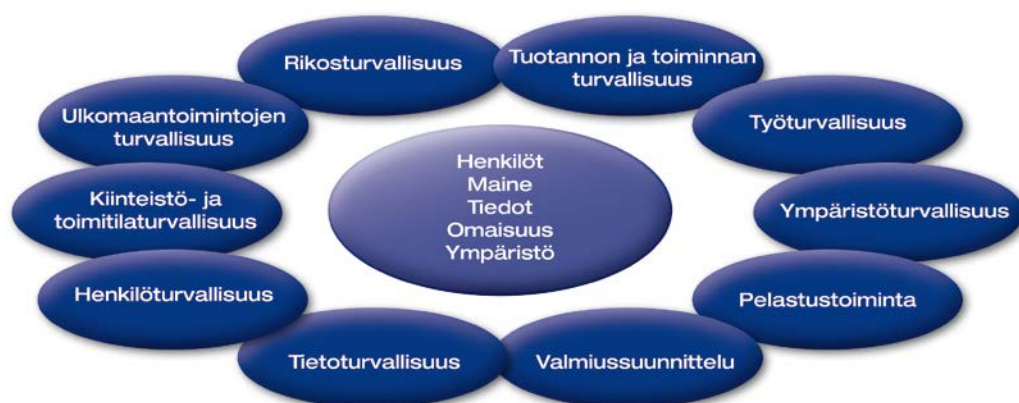 Rikosturvallisuus
Tuotannon ja toiminnan
turvallisuus
Työturvallisuus
Ympäristöturvallisuus
Pelastustoiminta
Valmiussuunnittelu
Tietoturvallisuus
Henkilöturvallisuus
Kiinteistö- ja
toimitilaturvallisuus
Ulkomaantoimintojen
turvallisuus
Henkilöt
Maine
Tiedot
Omaisuus
Ympäristö